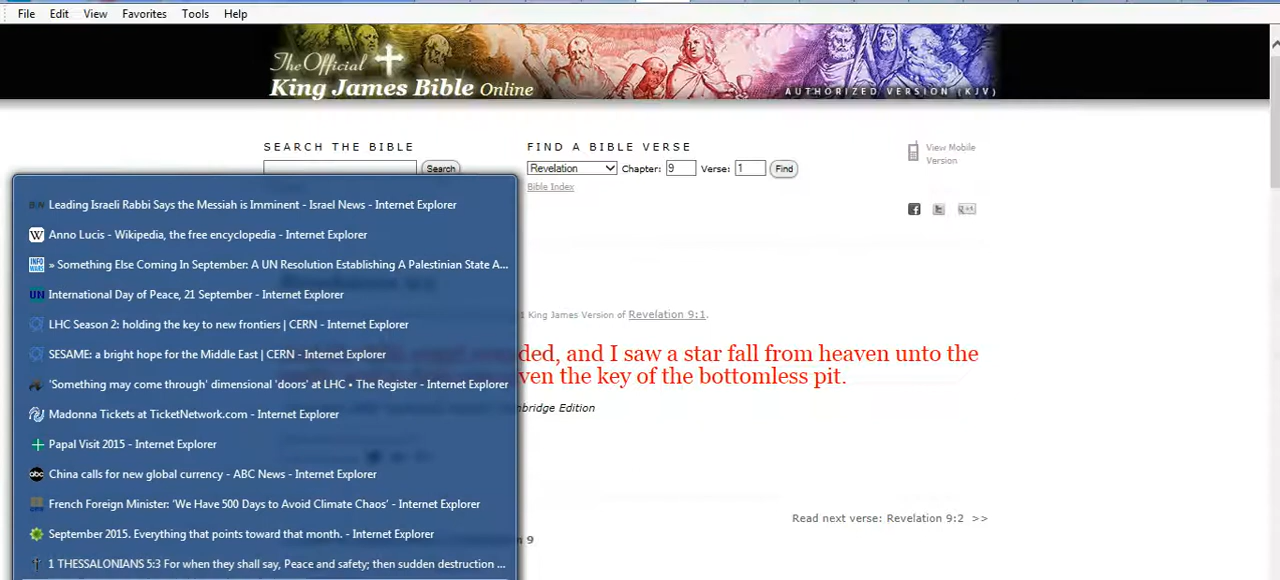 File Edit View Favorites Tools Help
The Official
King James Bible Online
AUTHORIZED VERSION (KJV)
SEARCH THE BIBLE
FIND A BIBLE VERSE
View Mobile
Version
Search
Revelation Chapter: 9 Verse: 1 Find
Bible Index
Leading Israeli Rabbi Says the Messiah is Imminent - Israel News - Internet Explorer
Anno Lucis - Wikipedia, the free encyclopedia - Internet Explorer
» Something Else Coming In September: A UN Resolution Establishing A Palestinian State A...
International Day of Peace, 21 September - Internet Explorer
1 King James Version of Revelation 9:1.
LHC Season 2: holding the key to new frontiers | CERN - Internet Explorer
SESAME: a bright hope for the Middle East | CERN - Internet Explorer
ded, and I saw a star fall from heaven unto the
'Something may come through' dimensional 'doors' at LHC • The Register - Internet Explorer
ven the key of the bottomless pit.
Madonna Tickets at TicketNetwork.com - Internet Explorer
mbridge Edition
Papal Visit 2015 - Internet Explorer
China calls for new global currency - ABC News - Internet Explorer
French Foreign Minister: 'We Have 500 Days to Avoid Climate Chaos' - Internet Explorer
Read next verse: Revelation 9:2 >>
September 2015. Everything that points toward that month. - Internet Explorer
9
1 THESSALONIANS 5:3 For when they shall say, Peace and safety; then sudden destruction ...